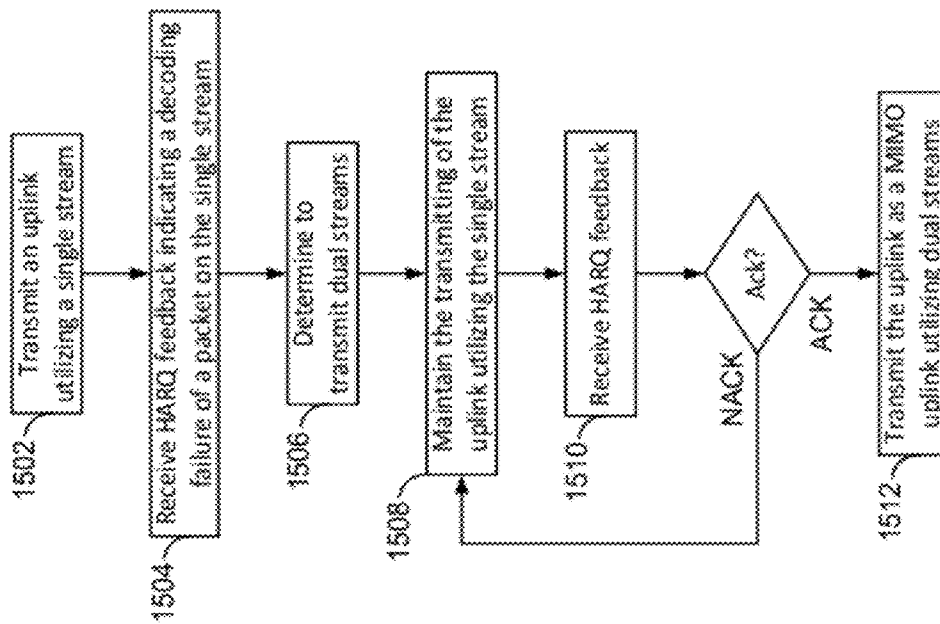 1502
Transmit an uplink
utilizing a single stream
1504
Receive HARQ feedback indicating a decoding
failure of a packet on the single stream
1506
Determine to
transmit dual streams
1508
Maintain the transmitting of the
uplink utilizing the single stream
1510
Receive HARQ feedback
Ack?
NACK
ACK
1512
Transmit the uplink as a MIMO
uplink utilizing dual streams